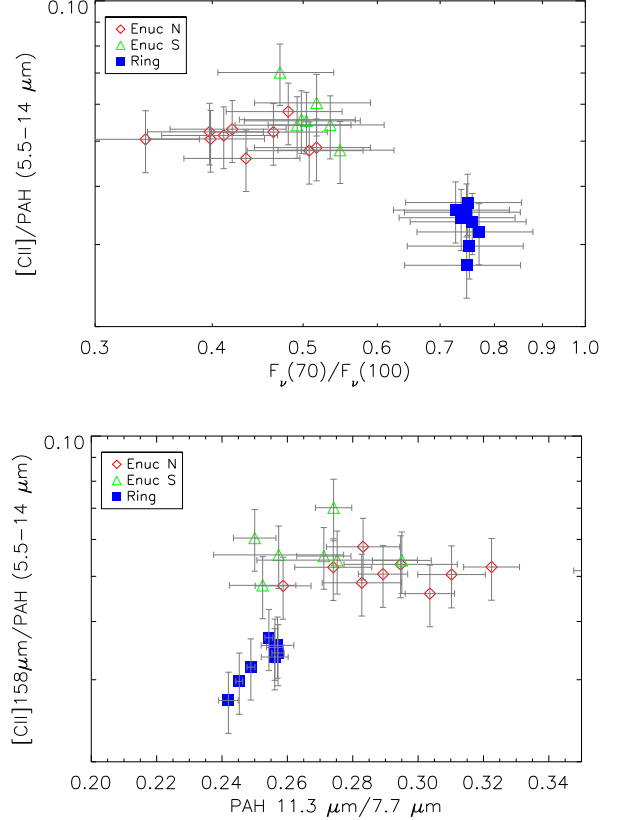 0.10
Enuc N
Enuc S
Ring
[CII]/PAH (5.5−14 μm)
0.3 0.4 0.5 0.6 0.7 0.8 0.9 1.0
Fν(70)/Fν(100)
0.10
Enuc N
Enuc S
Ring
[CII]158μm/PAH (5.5−14 μm)
0.20 0.22 0.24 0.26 0.28 0.30 0.32 0.34
PAH 11.3 μm/7.7 μm